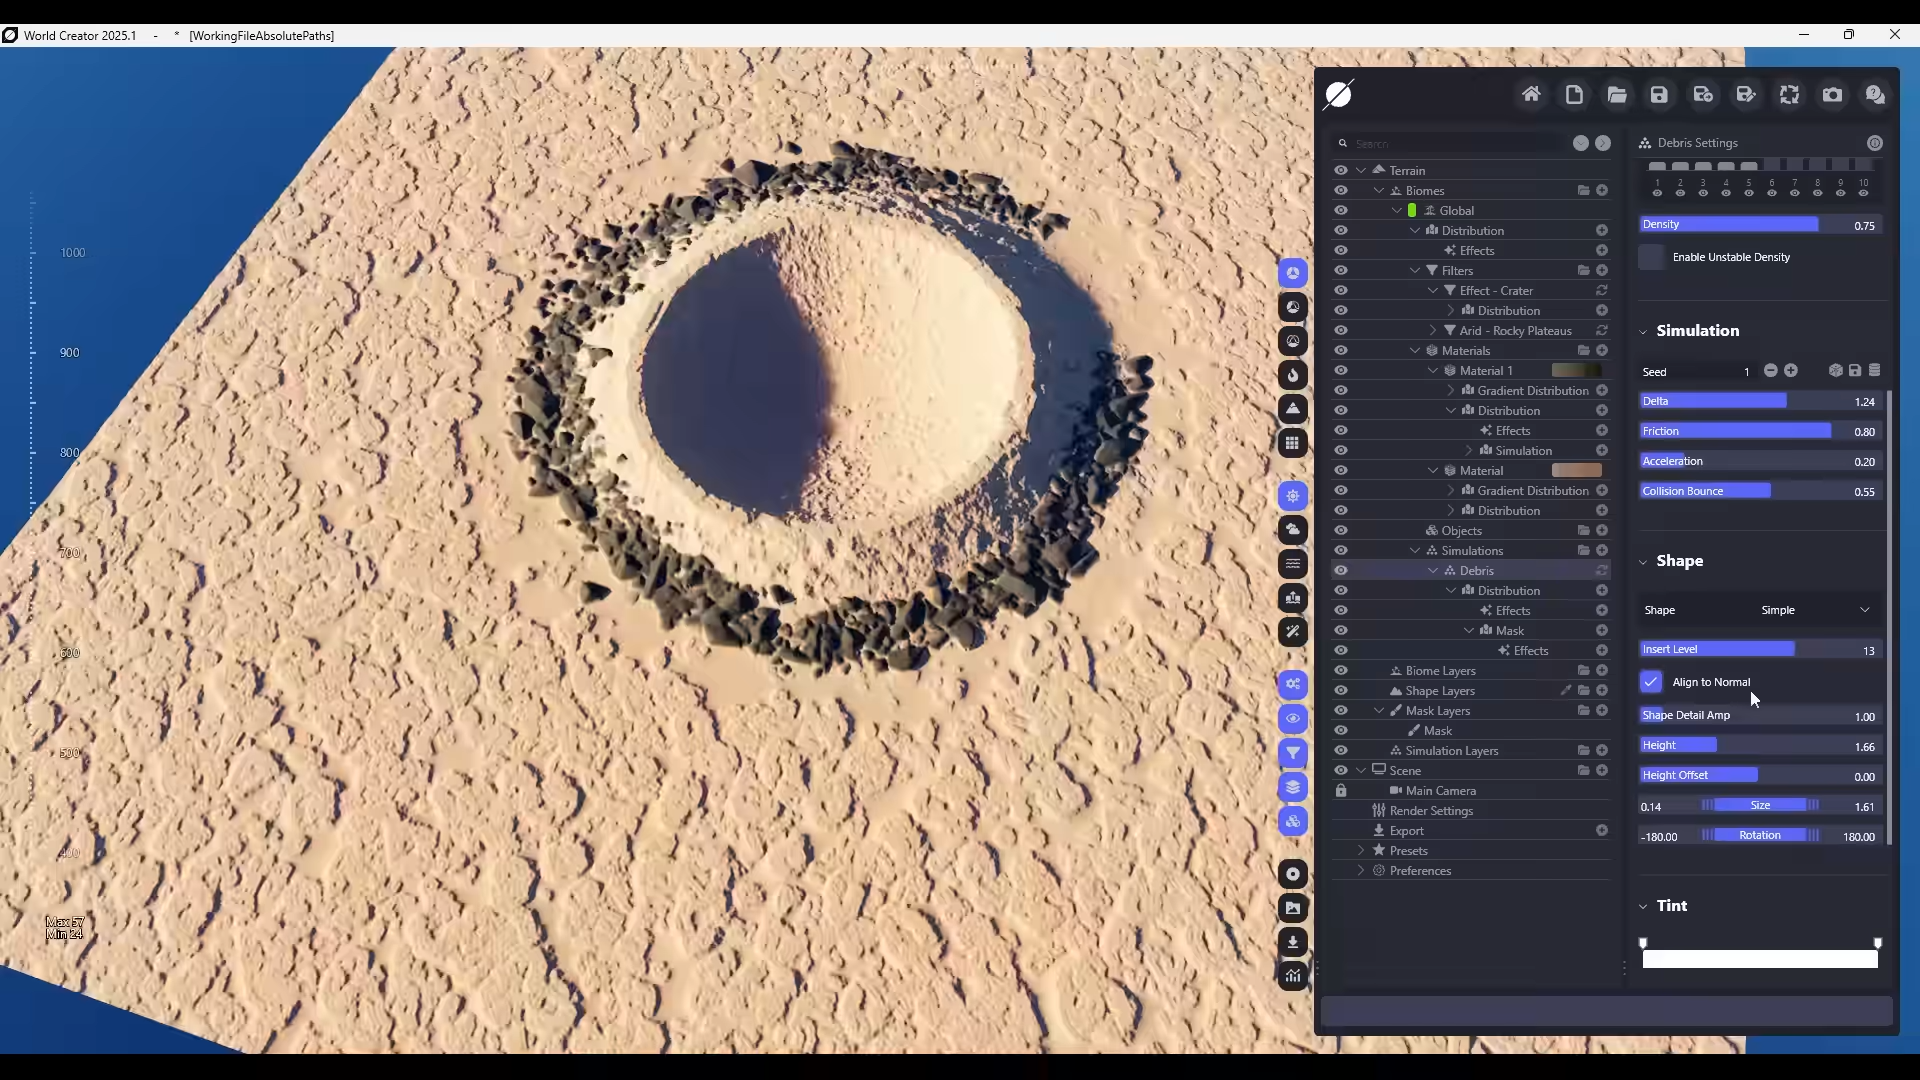 World Creator 2025.1 - * [WorkingFileAbsolutePaths]
Search
Debris Settings
Terrain
Biomes
Global
Distribution
Effects
Filters
Effect - Crater
Distribution
Arid - Rocky Plateaus
Materials
Material 1
Gradient Distribution
Distribution
Effects
Simulation
Material
Gradient Distribution
Distribution
Objects
Simulations
Debris
Distribution
Effects
Mask
Effects
Biome Layers
Shape Layers
Mask Layers
Mask
Simulation Layers
Scene
Main Camera
Render Settings
Export
Presets
Preferences
1 2 3 4 5 6 7 8 9 10
Density 0.75
Enable Unstable Density
Simulation
Seed 1
Delta 1.24
Friction 0.80
Acceleration 0.20
Collision Bounce 0.55
Shape
Shape Simple
Insert Level 13
Align to Normal
Shape Detail Amp 1.00
Height 1.66
Height Offset 0.00
0.14 Size 1.61
-180.00 Rotation 180.00
Tint
1000
900
800
700
600
500
400
Max 57
Min 24